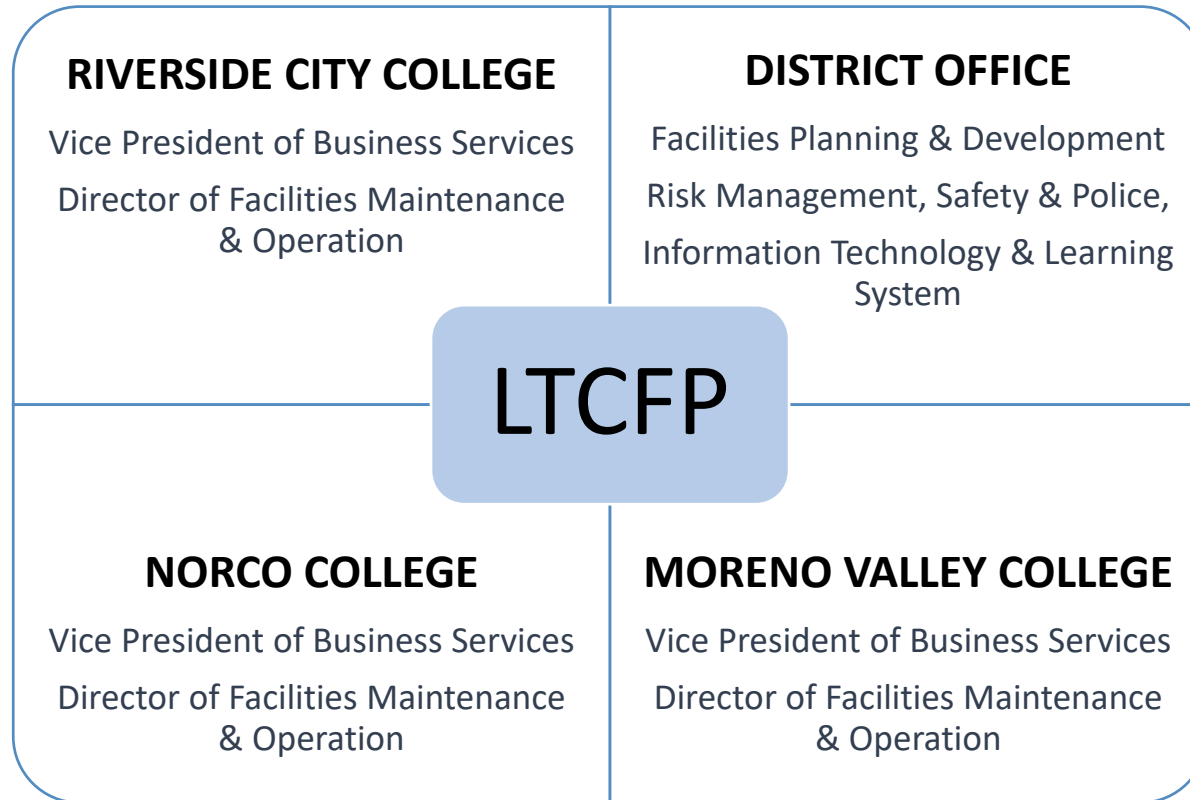 RIVERSIDE CITY COLLEGE
Vice President of Business Services
Director of Facilities Maintenance
& Operation
DISTRICT OFFICE
Facilities Planning & Development
Risk Management, Safety & Police,
Information Technology & Learning
System
LTCFP
NORCO COLLEGE
Vice President of Business Services
Director of Facilities Maintenance
& Operation
MORENO VALLEY COLLEGE
Vice President of Business Services
Director of Facilities Maintenance
& Operation